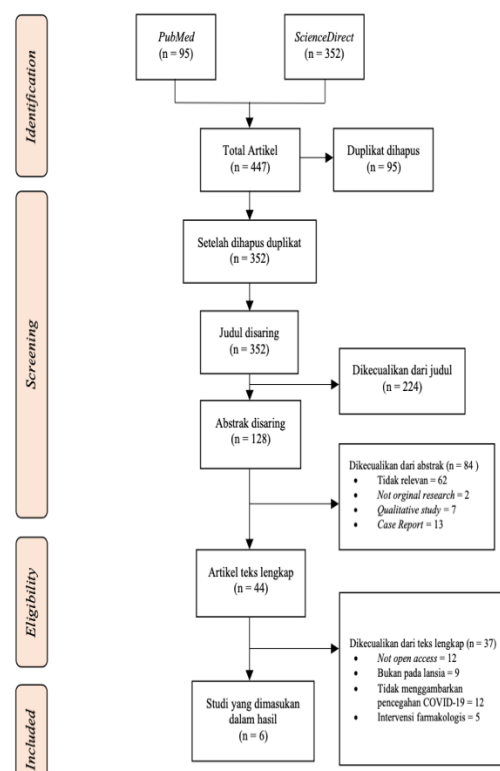 Identification
PubMed
(n = 95)
ScienceDirect
(n = 352)
Total Artikel
(n = 447)
Duplikat dihapus
(n = 95)
Screening
Setelah dihapus duplikat
(n = 352)
Judul disaring
(n = 352)
Dikecualikan dari judul
(n = 224)
Abstrak disaring
(n = 128)
Dikecualikan dari abstrak (n = 84 )
• Tidak relevan = 62
• Not orginal research = 2
• Qualitative study = 7
• Case Report = 13
Eligibility
Artikel teks lengkap
(n = 44)
Dikecualikan dari teks lengkap (n = 37)
• Not open access = 12
• Bukan pada lansia = 9
• Tidak menggambarkan
pencegahan COVID-19 = 12
• Intervensi farmakologis = 5
Included
Studi yang dimasukan
dalam hasil
(n = 6)